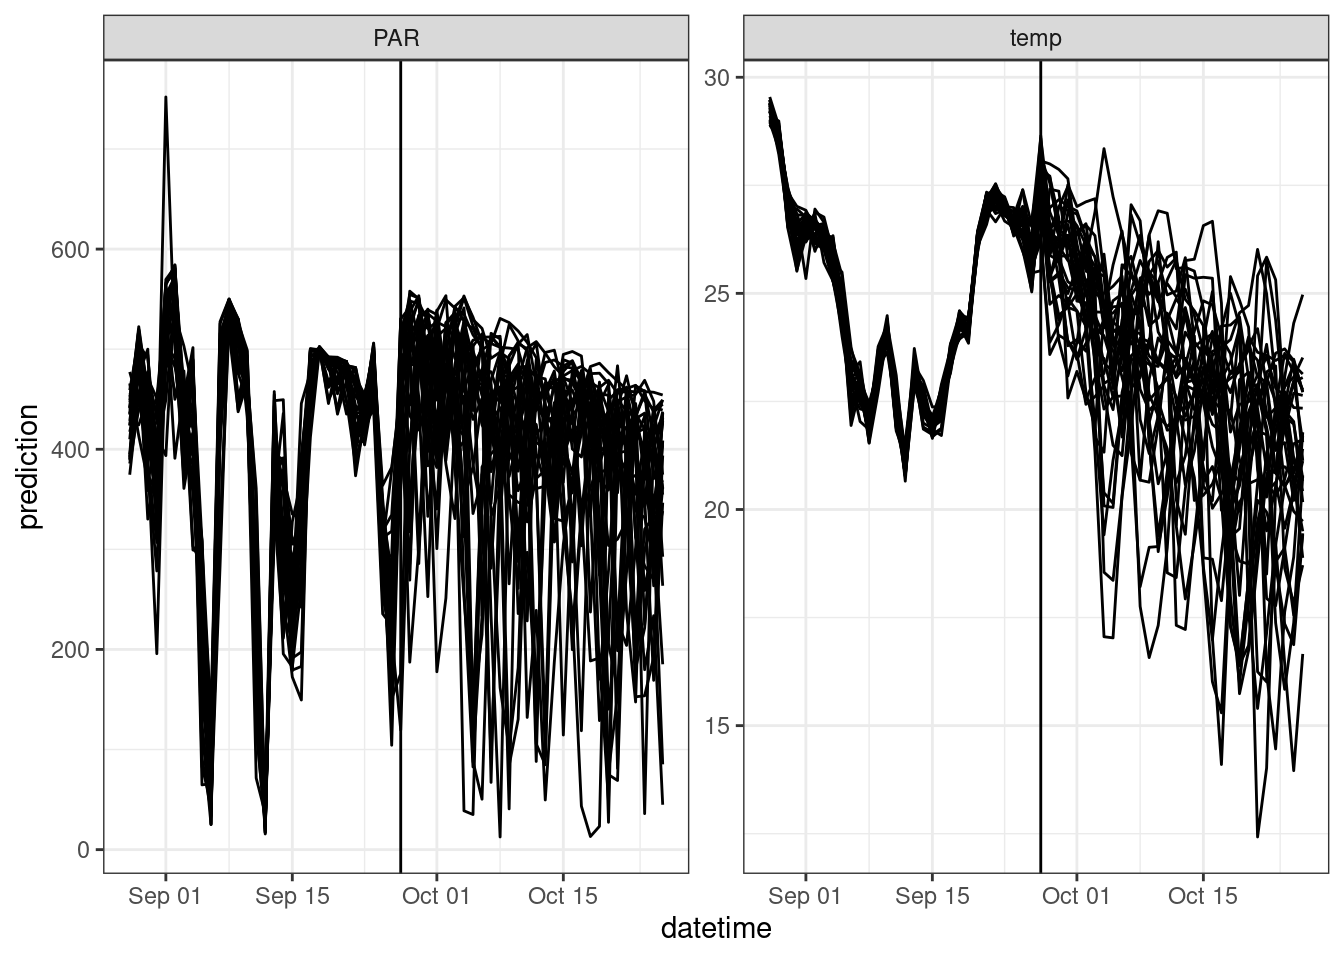 PAR
temp
prediction
600
400
200
0
30
25
20
15
Sep 01
Sep 15
Oct 01
Oct 15
Sep 01
Sep 15
Oct 01
Oct 15
datetime